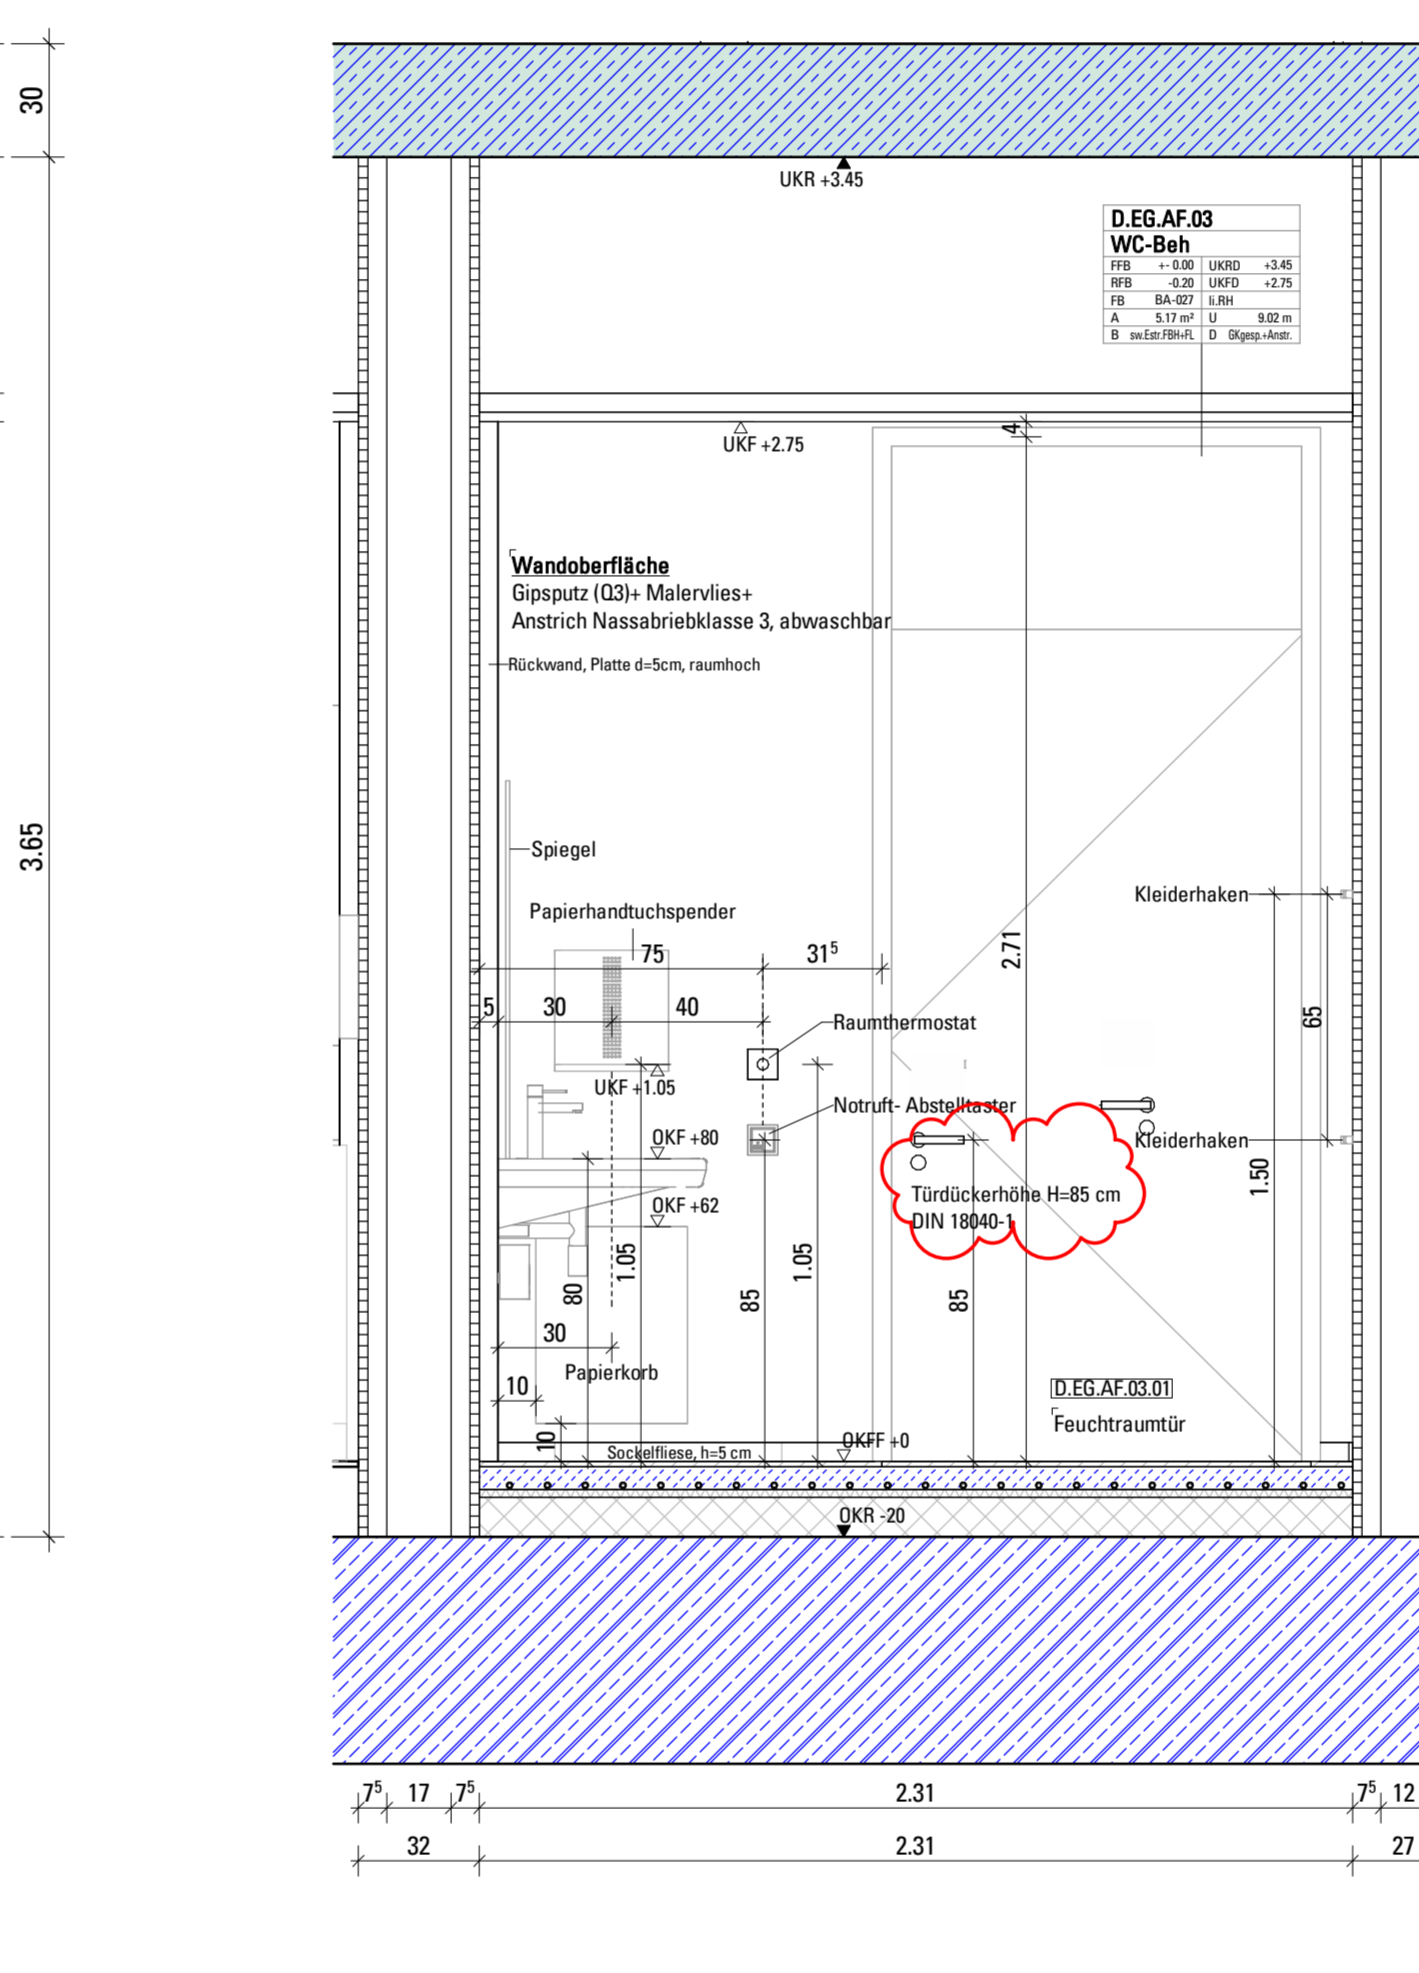 30
UKR +3.45
D.EG.AF.03
WC-Beh
FFB +- 0.00 UKRD +3.45
RFB -0.20 UKFD +2.75
FB BA-027 li.RH
A 5.17 m² U 9.02 m
B sw.Estr.FBH+FL D GKgesp.+Anstr.
4
UKF +2.75
Wandoberfläche
Gipsputz (Q3)+ Malervlies+
Anstrich Nassabriebklasse 3, abwaschbar
Rückwand, Platte d=5cm, raumhoch
3.65
Spiegel
Kleiderhaken
Papierhandtuchspender
75 31⁵
2.71
5 30 40
65
Raumthermostat
UKF +1.05
Notruft- Abstelltaster
OKF +80
Kleiderhaken
1.50
Türdückerhöhe H=85 cm
DIN 18040-1
OKF +62
80
1.05
85
1.05
85
30
Papierkorb
10
D.EG.AF.03.01
Feuchtraumtür
10
Sockelfliese, h=5 cm
OKFF +0
OKR -20
7⁵ 17 7⁵ 2.31 7⁵ 12
32 2.31 27